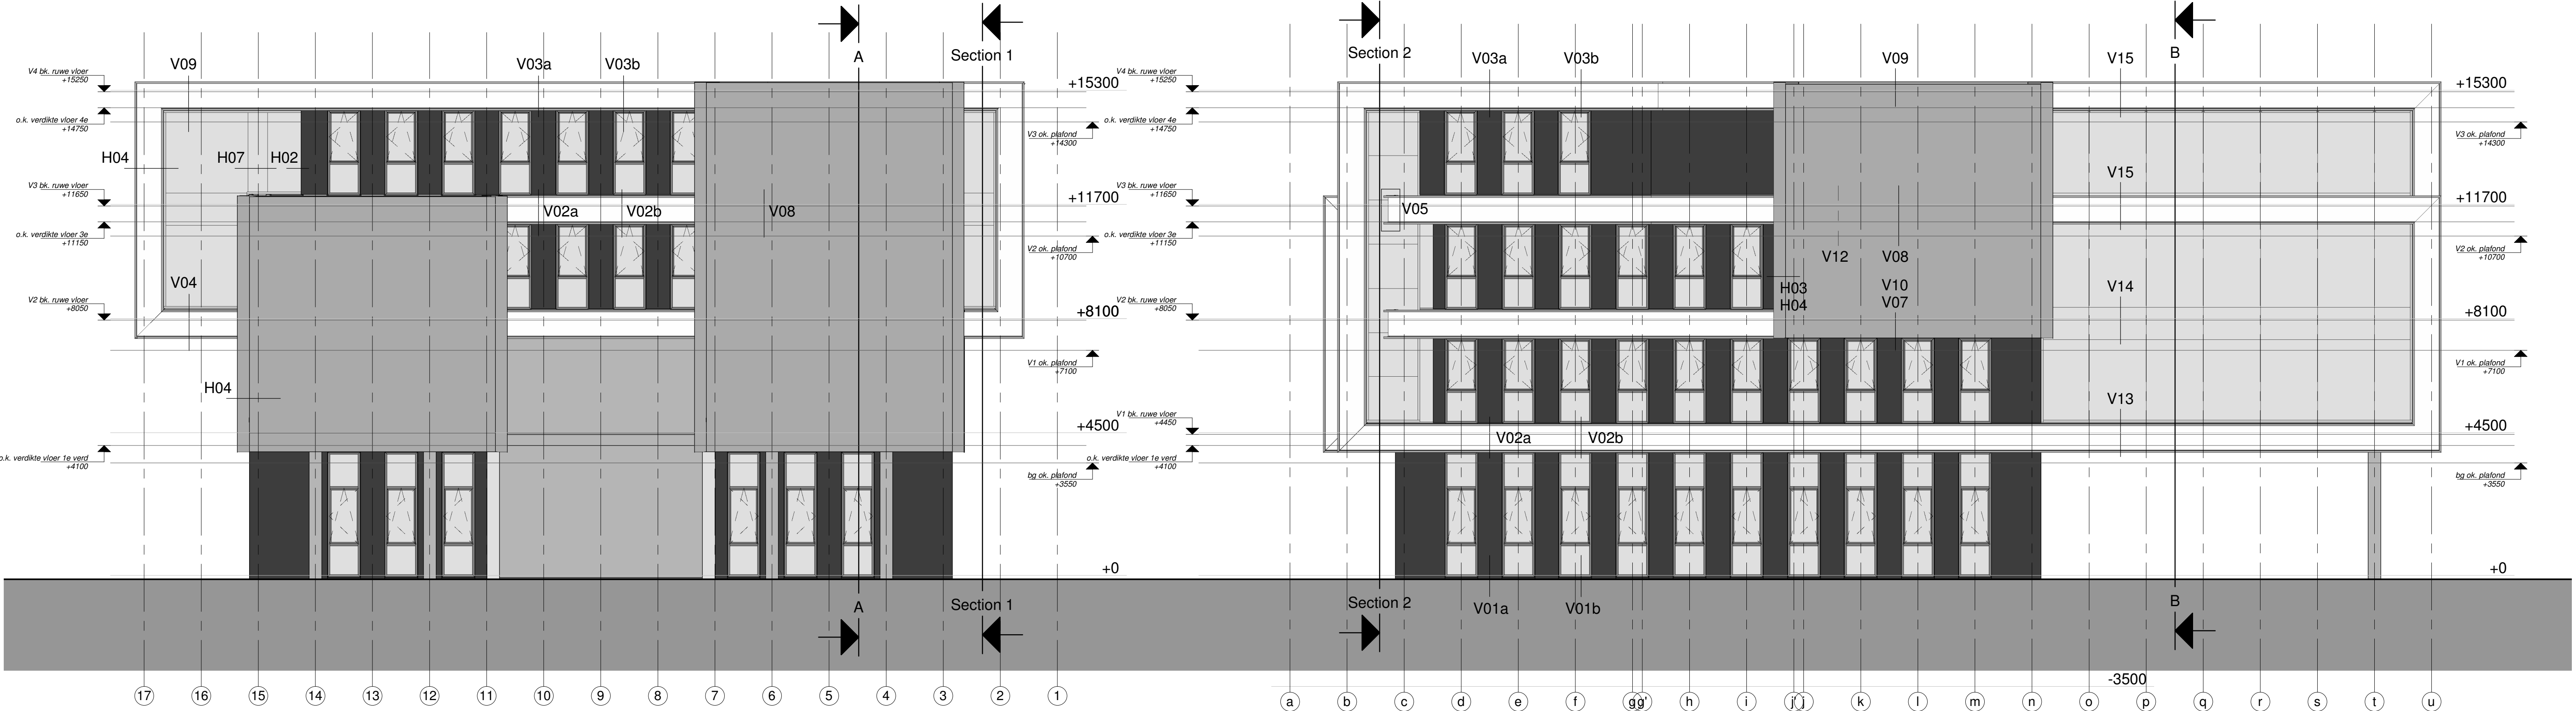 A
Section 1
V09
V03a
V03b
V4 bk. ruwe vloer
+15250
+15300
o.k. verdikte vloer 4e
+14750
V3 ok. plafond
+14300
H04
H07
H02
V3 bk. ruwe vloer
+11650
+11700
V02a
V02b
V08
o.k. verdikte vloer 3e
+11150
V2 ok. plafond
+10700
V04
V2 bk. ruwe vloer
+8050
+8100
V1 ok. plafond
+7100
H04
+4500
o.k. verdikte vloer 1e verd
+4100
bg ok. plafond
+3550
+0
A
Section 1
17 16 15 14 13 12 11 10 9 8 7 6 5 4 3 2 1
Section 2
B
V03a
V03b
V09
V15
V4 bk. ruwe vloer
+15250
+15300
o.k. verdikte vloer 4e
+14750
V3 ok. plafond
+14300
V15
V3 bk. ruwe vloer
+11650
+11700
V05
o.k. verdikte vloer 3e
+11150
V2 ok. plafond
+10700
V12
V08
H03
H04
V10
V07
V14
V2 bk. ruwe vloer
+8050
+8100
V1 ok. plafond
+7100
V13
V1 bk. ruwe vloer
+4450
+4500
V02a
V02b
o.k. verdikte vloer 1e verd
+4100
bg ok. plafond
+3550
+0
Section 2
V01a
V01b
B
-3500
a b c d e f g g' h i j' j k l m n o p q r s t u